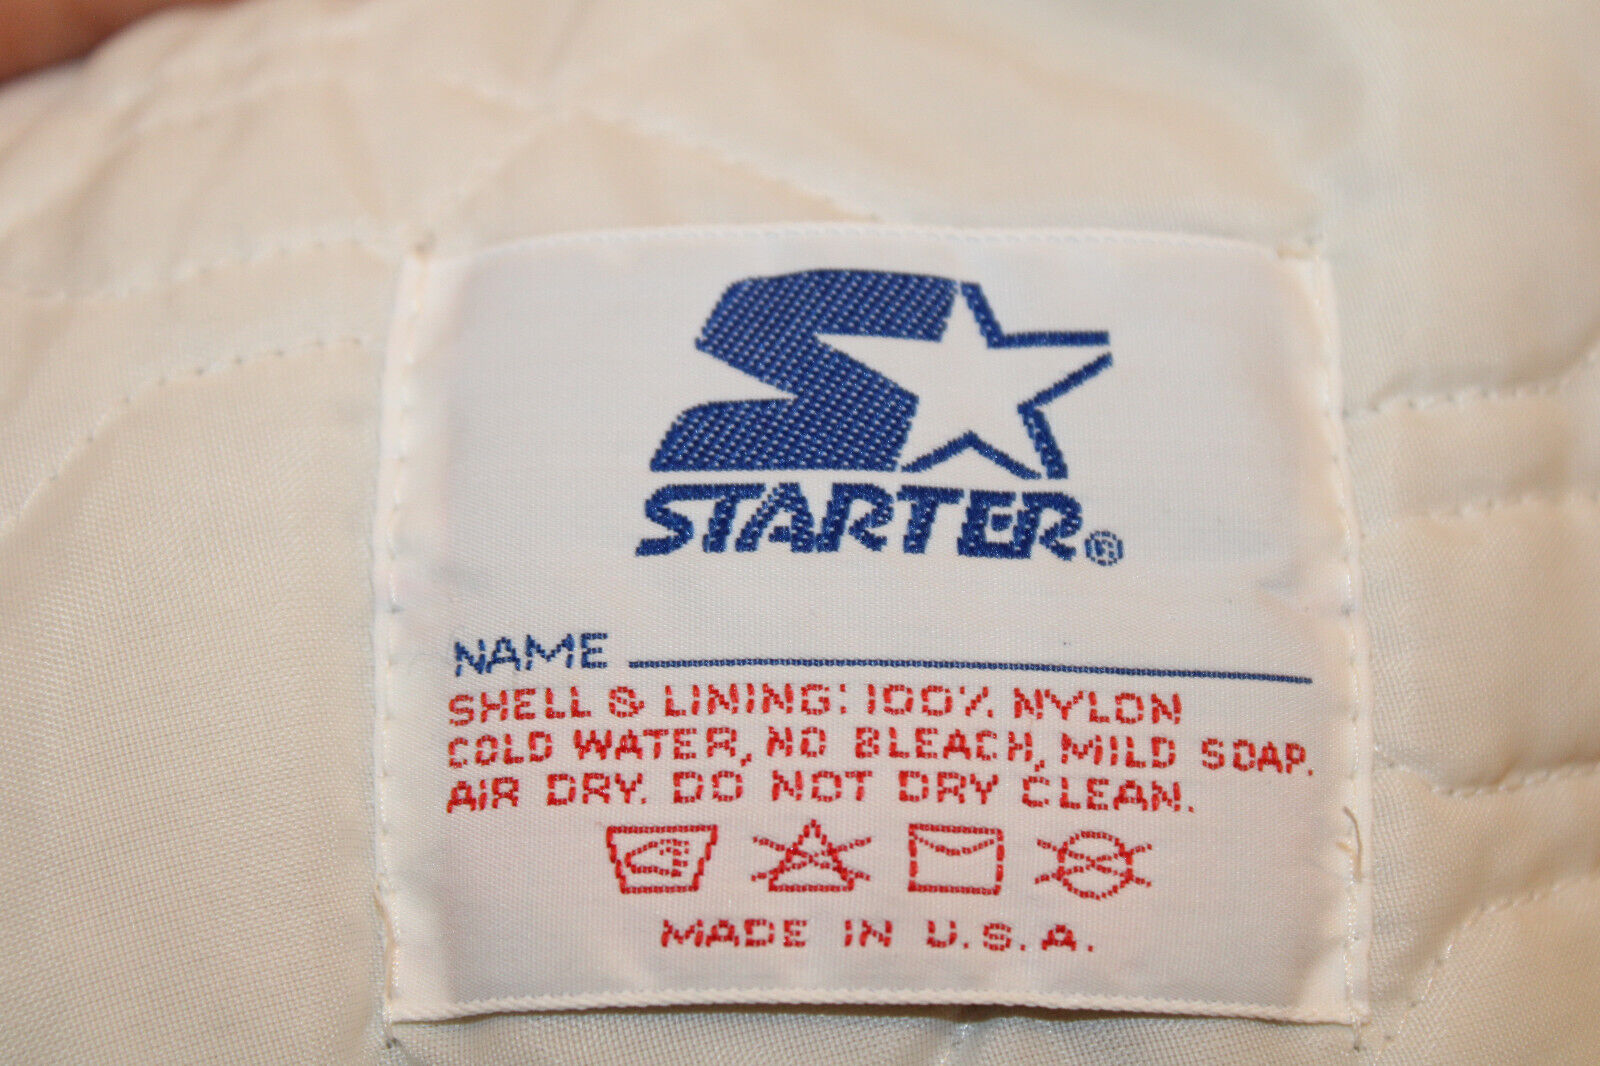 STARTER®
NAME
SHELL & LINING: 100% NYLON
COLD WATER, NO BLEACH, MILD SOAP.
AIR DRY. DO NOT DRY CLEAN.
MADE IN U.S.A.